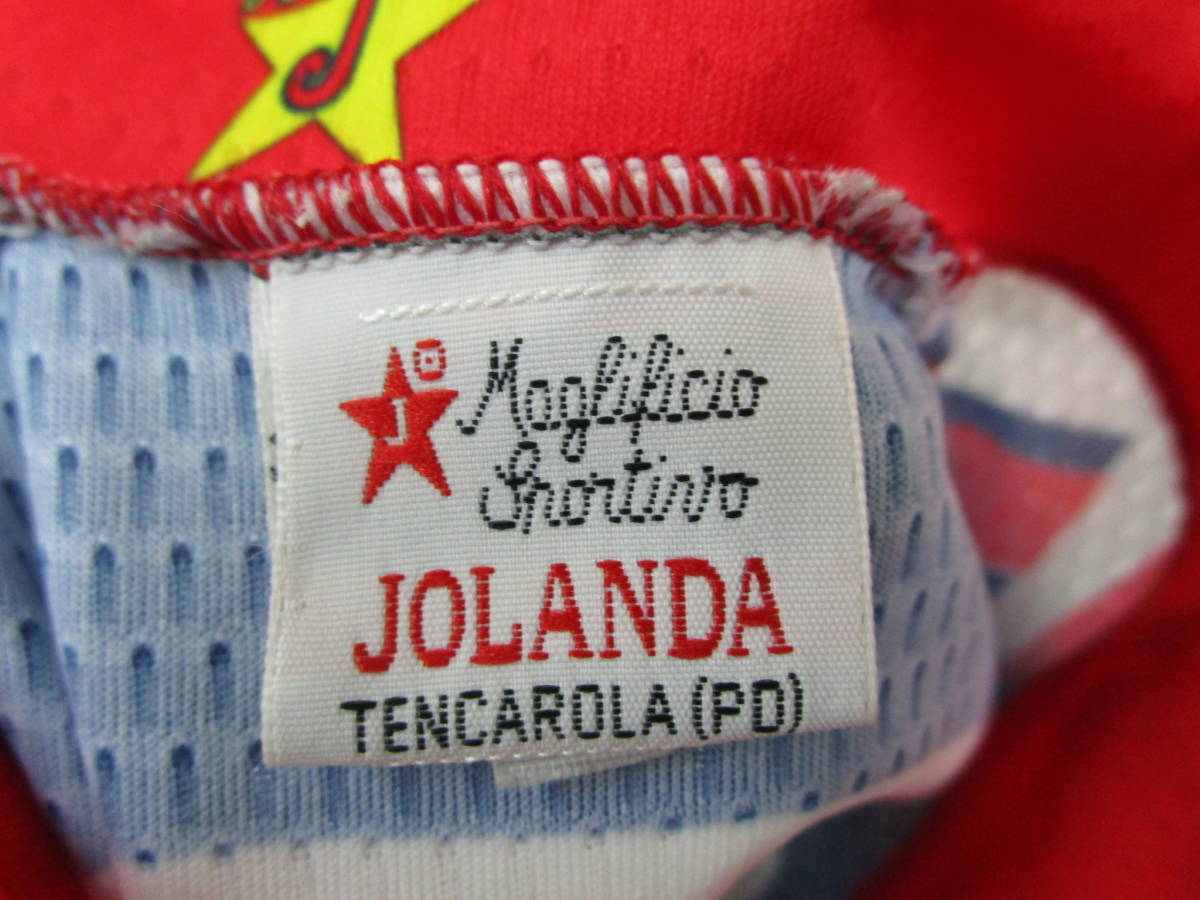 J
Maglificio
Sportivo
JOLANDA
TENCAROLA (PD)